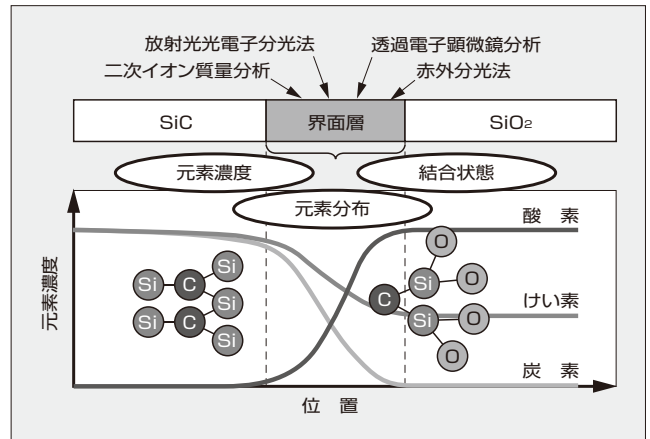 放射光光電子分光法
透過電子顕微鏡分析
二次イオン質量分析
赤外分光法
SiC
界面層
SiO₂
元素濃度
結合状態
元素分布
酸 素
けい素
炭 素
元素濃度
位 置
Si
Si C
Si
Si C
Si
O
Si O
C
Si O
O